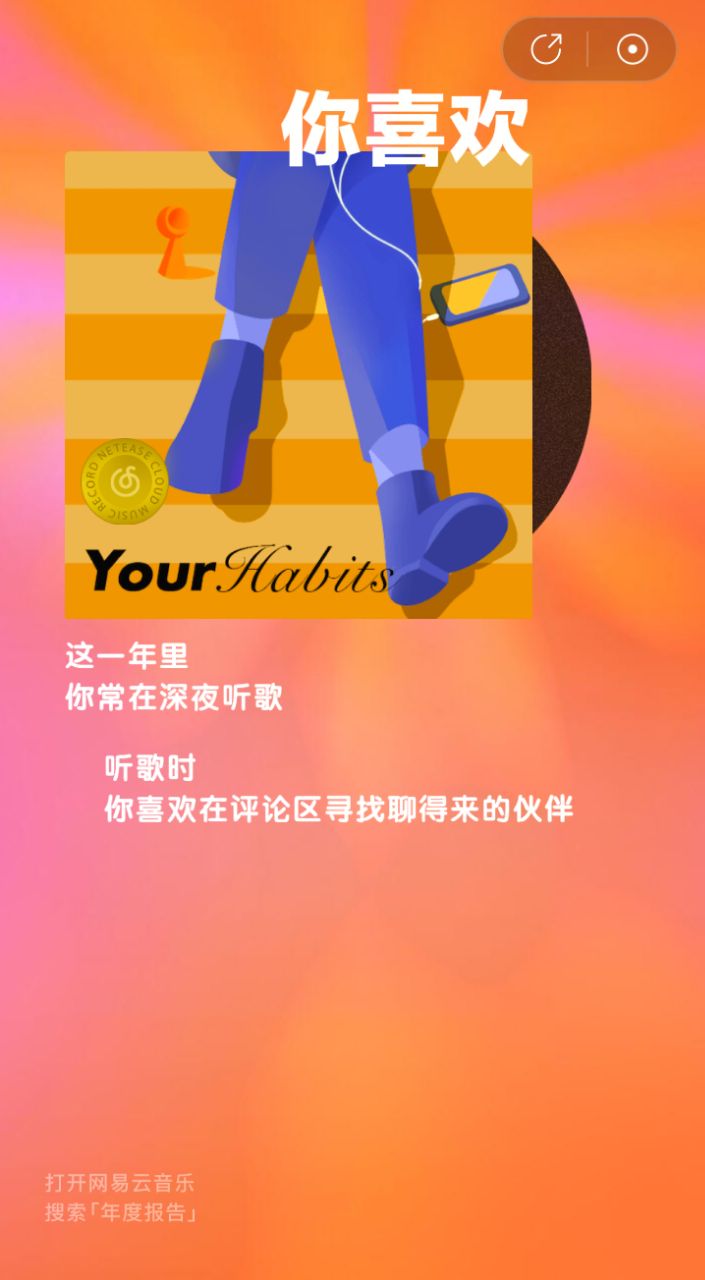 你喜欢
NETEASE CLOUD MUSIC RECORD
Your Habits
这一年里
你常在深夜听歌
听歌时
你喜欢在评论区寻找聊得来的伙伴
打开网易云音乐
搜索「年度报告」